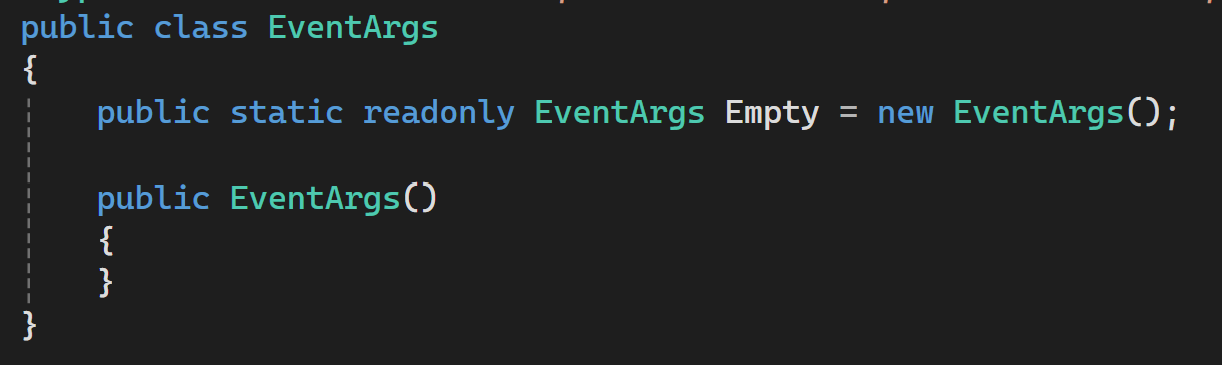 public class EventArgs
{
    public static readonly EventArgs Empty = new EventArgs();
    public EventArgs()
    {
    }
}